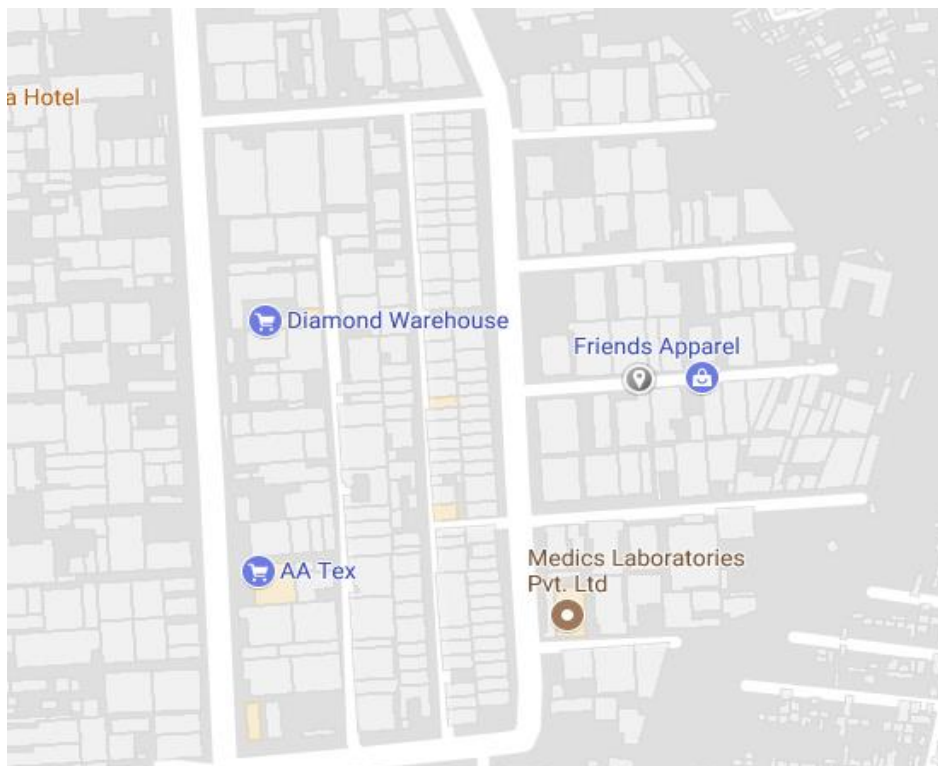 a Hotel
Diamond Warehouse
Friends Apparel
Medics Laboratories
Pvt. Ltd
AA Tex